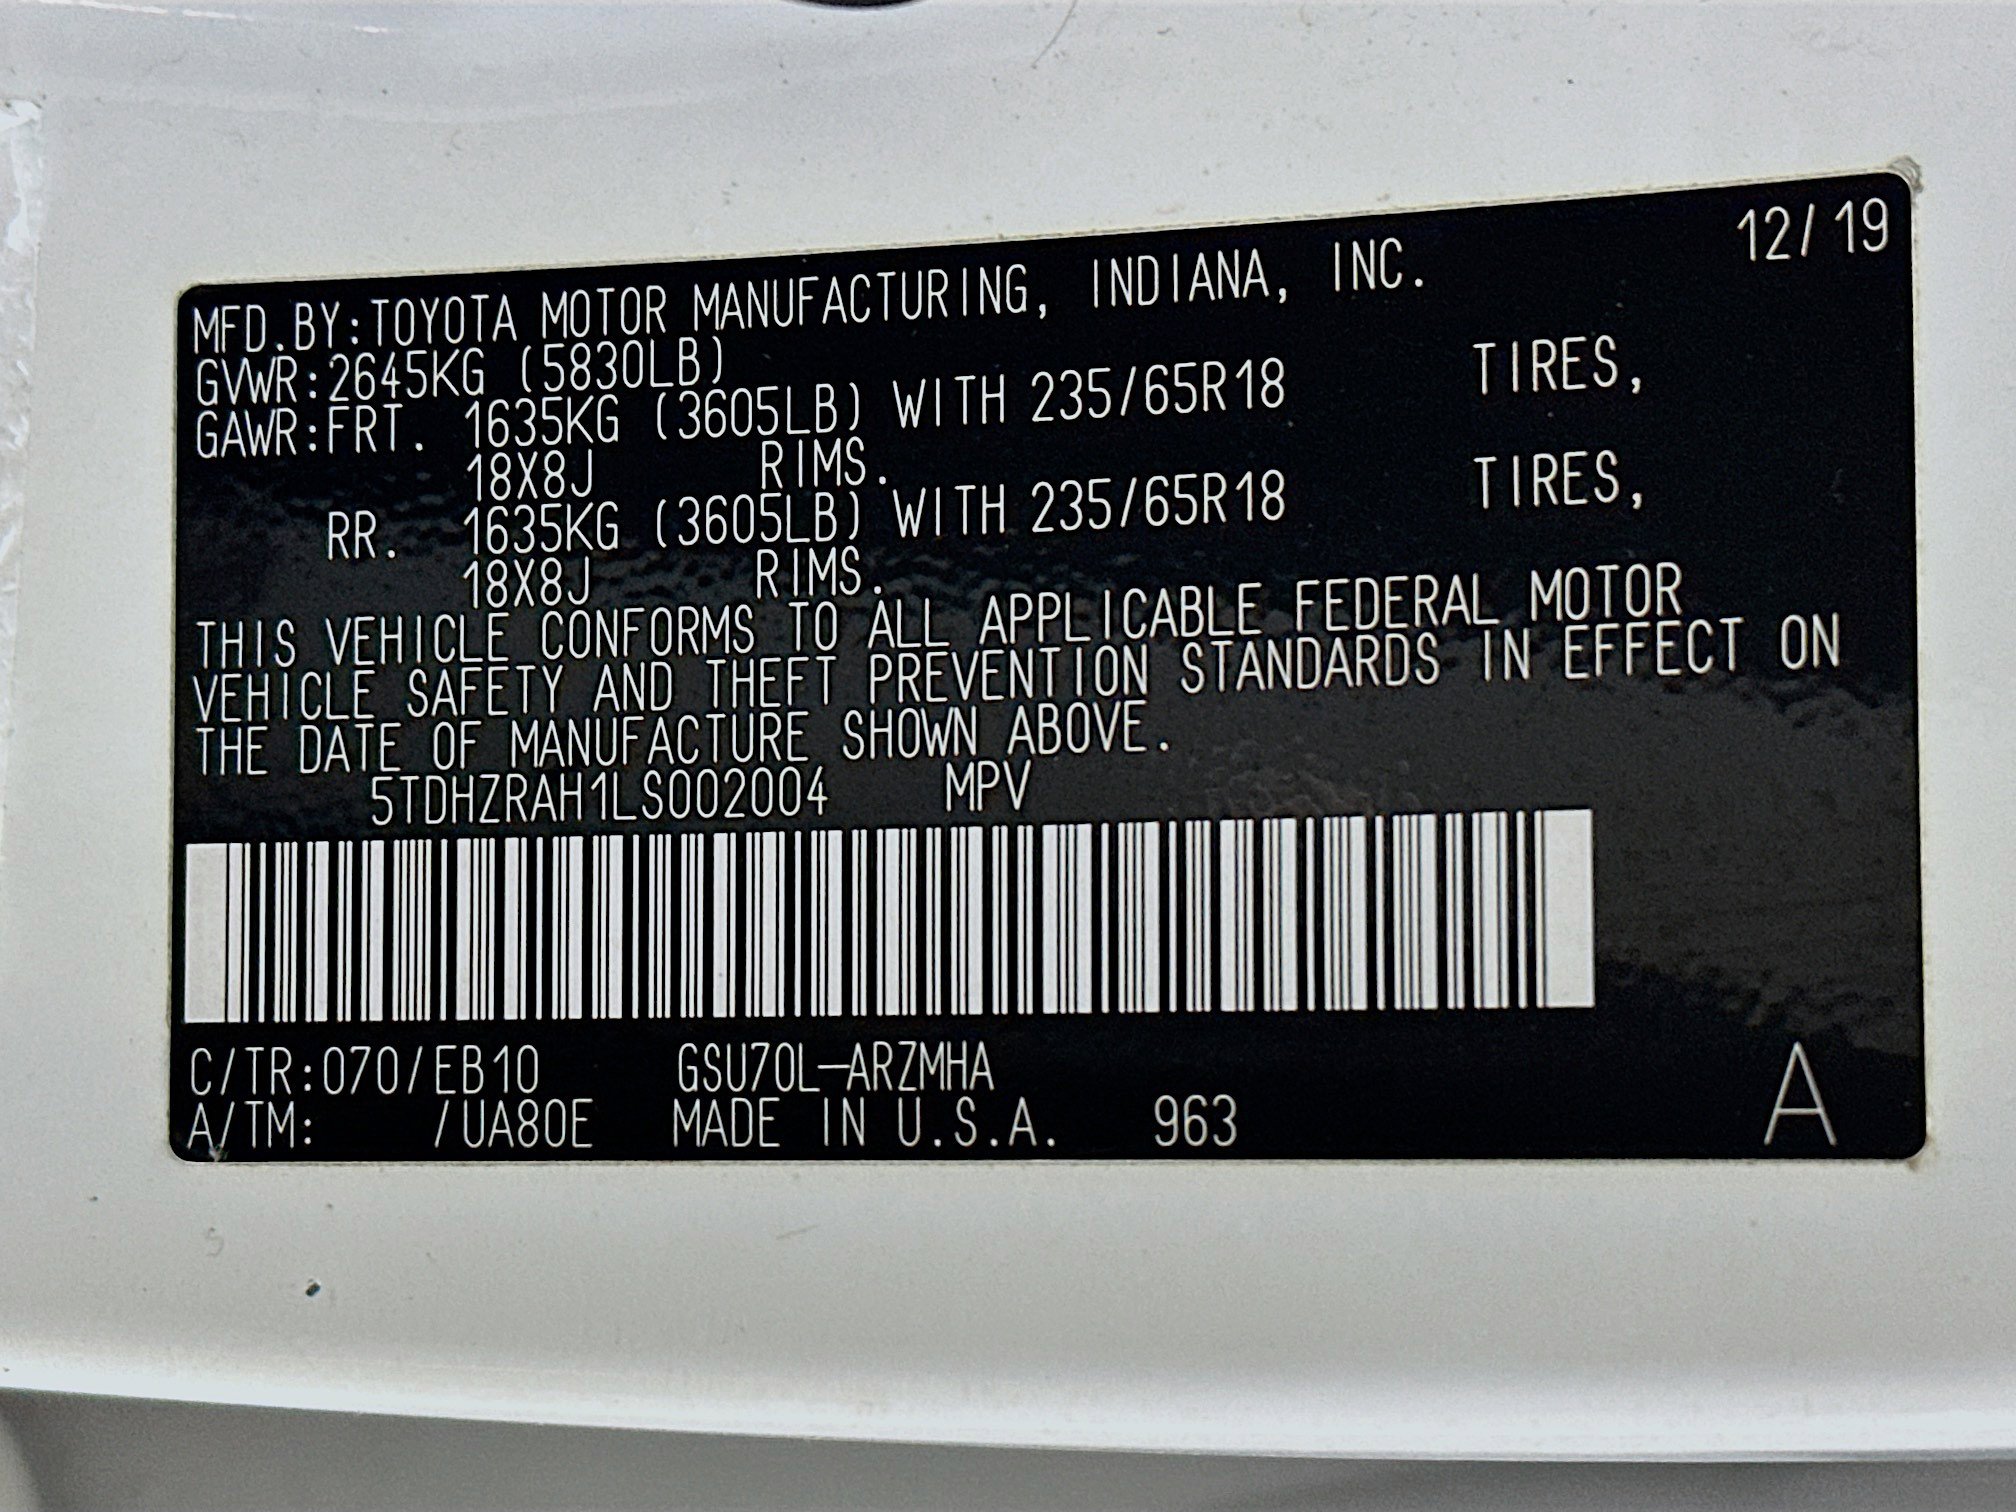 12/19
MFD.BY:TOYOTA MOTOR MANUFACTURING, INDIANA, INC.
GVWR:2645KG (5830LB)
GAWR:FRT. 1635KG (3605LB) WITH 235/65R18 TIRES,
18X8J RIMS.
RR. 1635KG (3605LB) WITH 235/65R18 TIRES,
18X8J RIMS.
THIS VEHICLE CONFORMS TO ALL APPLICABLE FEDERAL MOTOR
VEHICLE SAFETY AND THEFT PREVENTION STANDARDS IN EFFECT ON
THE DATE OF MANUFACTURE SHOWN ABOVE.
5TDHZRAH1LS002004 MPV
C/TR:070/EB10 GSU70L-ARZMHA
A/TM: /UA80E MADE IN U.S.A. 963 A